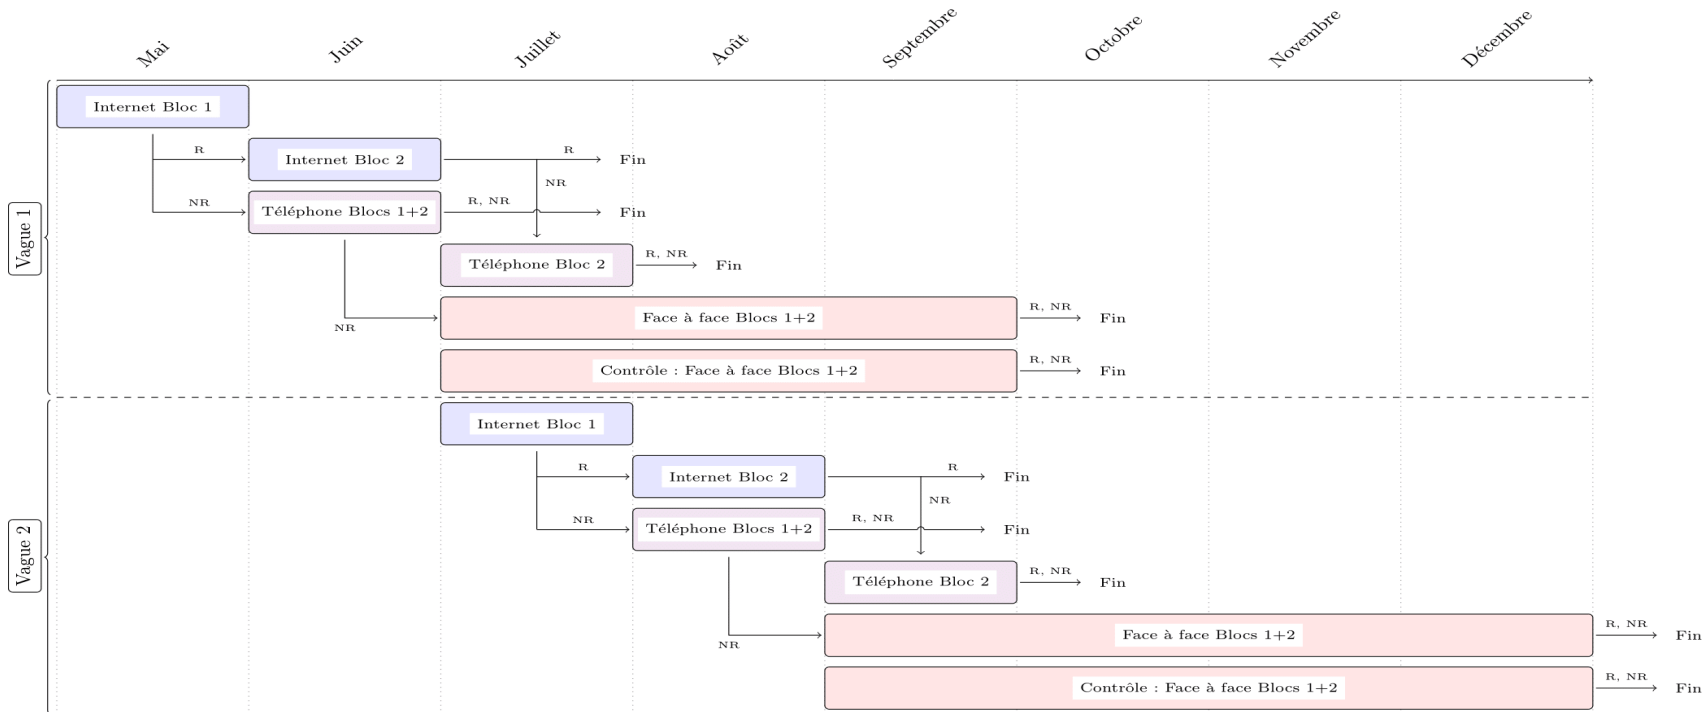 Mai
Juin
Juillet
Août
Septembre
Octobre
Novembre
Décembre
Vague 1
Internet Bloc 1
R
Internet Bloc 2
R
Fin
NR
NR
Téléphone Blocs 1+2
R, NR
Fin
Téléphone Bloc 2
R, NR
Fin
NR
Face à face Blocs 1+2
R, NR
Fin
Contrôle : Face à face Blocs 1+2
R, NR
Fin
Vague 2
Internet Bloc 1
R
Internet Bloc 2
R
Fin
NR
NR
Téléphone Blocs 1+2
R, NR
Fin
Téléphone Bloc 2
R, NR
Fin
NR
Face à face Blocs 1+2
R, NR
Fin
Contrôle : Face à face Blocs 1+2
R, NR
Fin